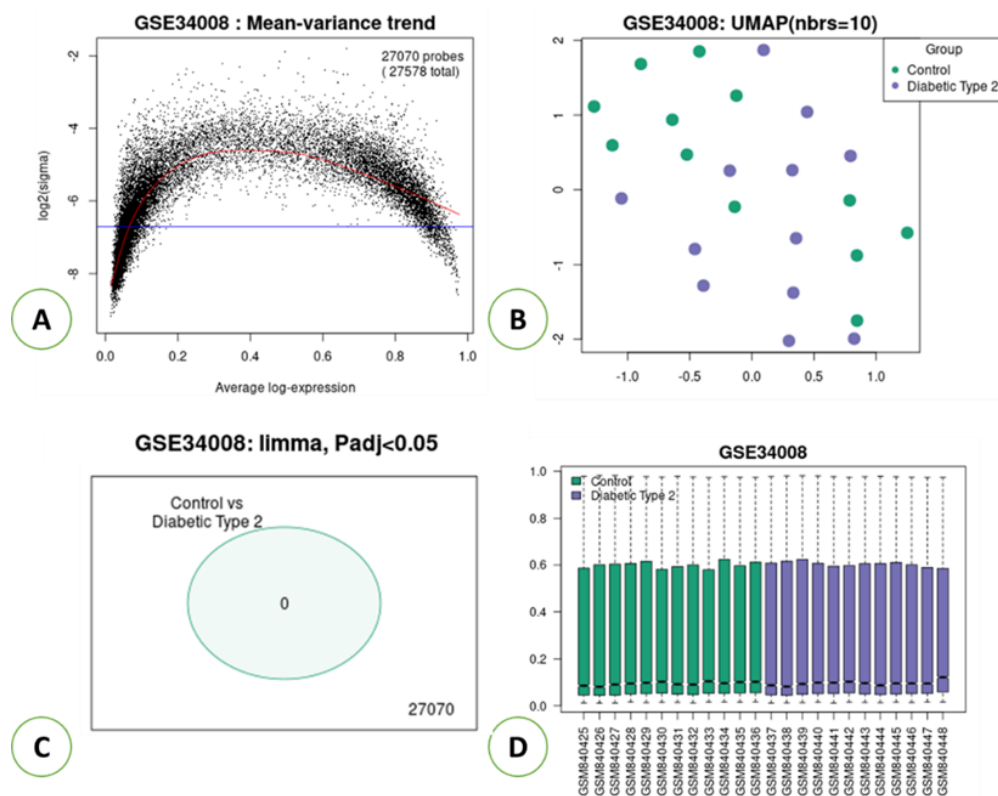 GSE34008 : Mean-variance trend
27070 probes
( 27578 total)
-2
-4
-6
-8
log2(sigma)
0.0 0.2 0.4 0.6 0.8 1.0
Average log-expression
A
GSE34008: UMAP(nbrs=10)
Group
Control
Diabetic Type 2
2
1
0
-1
-2
-1.0 -0.5 0.0 0.5 1.0
B
GSE34008: limma, Padj<0.05
Control vs
Diabetic Type 2
0
27070
C
GSE34008
Control
Diabetic Type 2
1.0
0.8
0.6
0.4
0.2
0.0
GSM840425
GSM840426
GSM840427
GSM840428
GSM840429
GSM840430
GSM840431
GSM840432
GSM840433
GSM840434
GSM840435
GSM840436
GSM840437
GSM840438
GSM840439
GSM840440
GSM840441
GSM840442
GSM840443
GSM840444
GSM840445
GSM840446
GSM840447
GSM840448
D